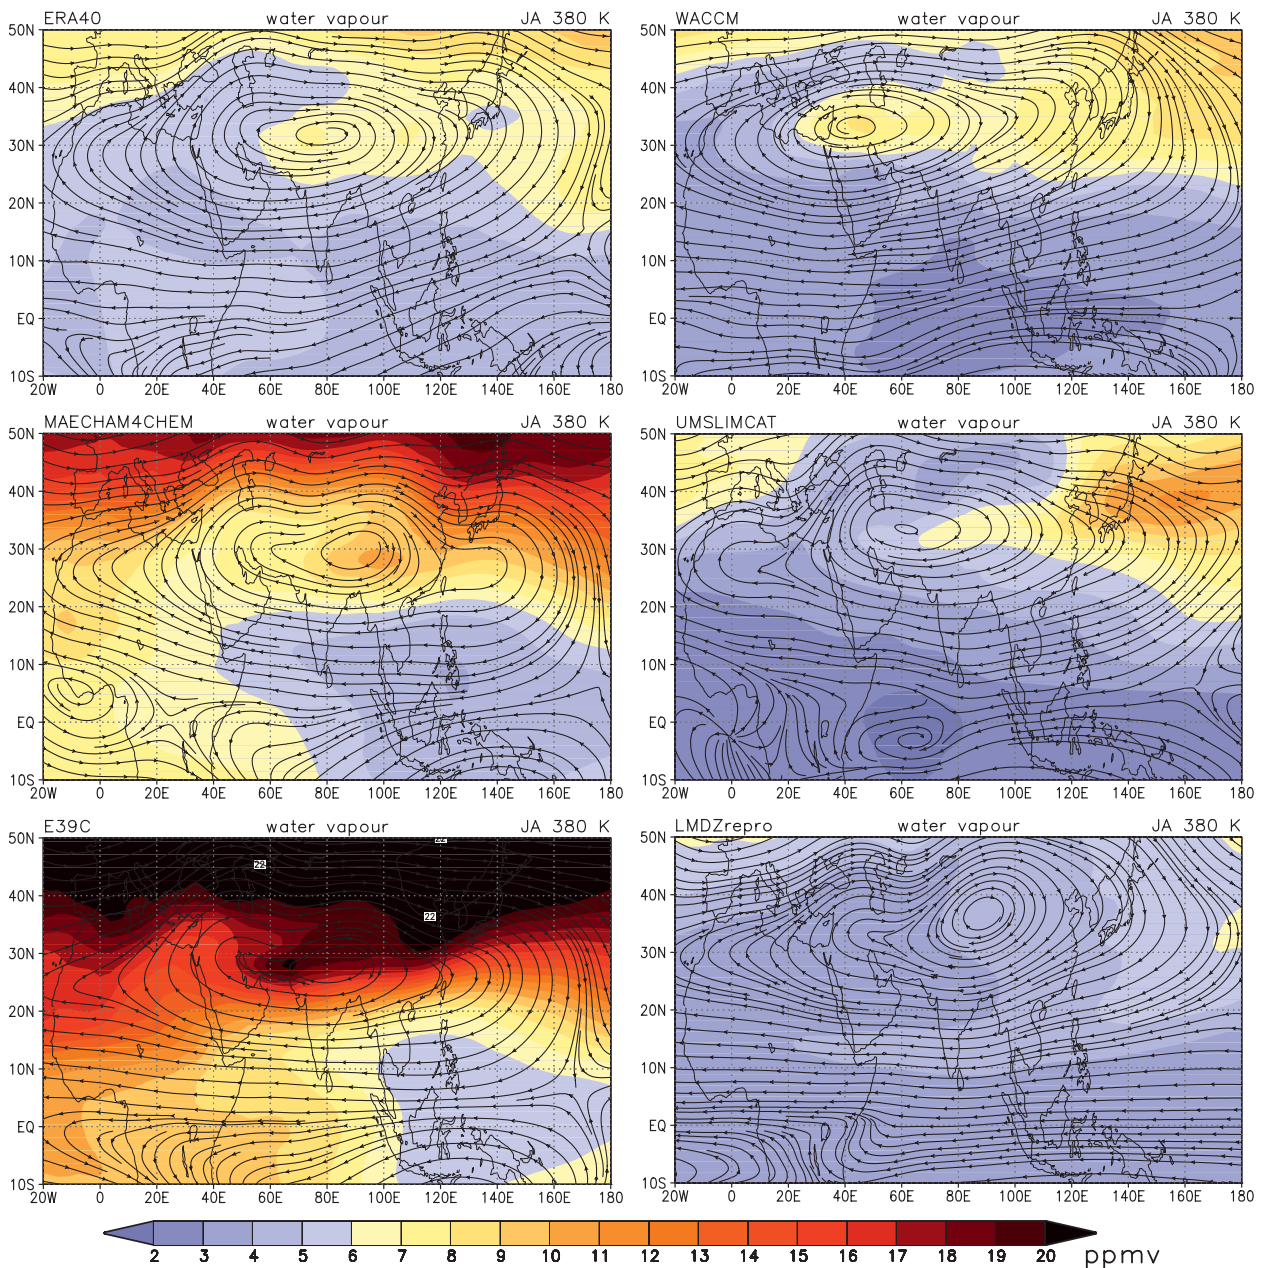 ERA40 water vapour JA 380 K
50N
40N
30N
20N
10N
EQ
10S
20W 0 20E 40E 60E 80E 100E 120E 140E 160E 180
WACCM water vapour JA 380 K
50N
40N
30N
20N
10N
EQ
10S
20W 0 20E 40E 60E 80E 100E 120E 140E 160E 180
MAECHAM4CHEM water vapour JA 380 K
50N
40N
30N
20N
10N
EQ
10S
20W 0 20E 40E 60E 80E 100E 120E 140E 160E 180
UMSLIMCAT water vapour JA 380 K
50N
40N
30N
20N
10N
EQ
10S
20W 0 20E 40E 60E 80E 100E 120E 140E 160E 180
E39C water vapour JA 380 K
50N
22
22
40N
22
30N
20N
10N
EQ
10S
20W 0 20E 40E 60E 80E 100E 120E 140E 160E 180
LMDZrepro water vapour JA 380 K
50N
40N
30N
20N
10N
EQ
10S
20W 0 20E 40E 60E 80E 100E 120E 140E 160E 180
2 3 4 5 6 7 8 9 10 11 12 13 14 15 16 17 18 19 20 ppmv